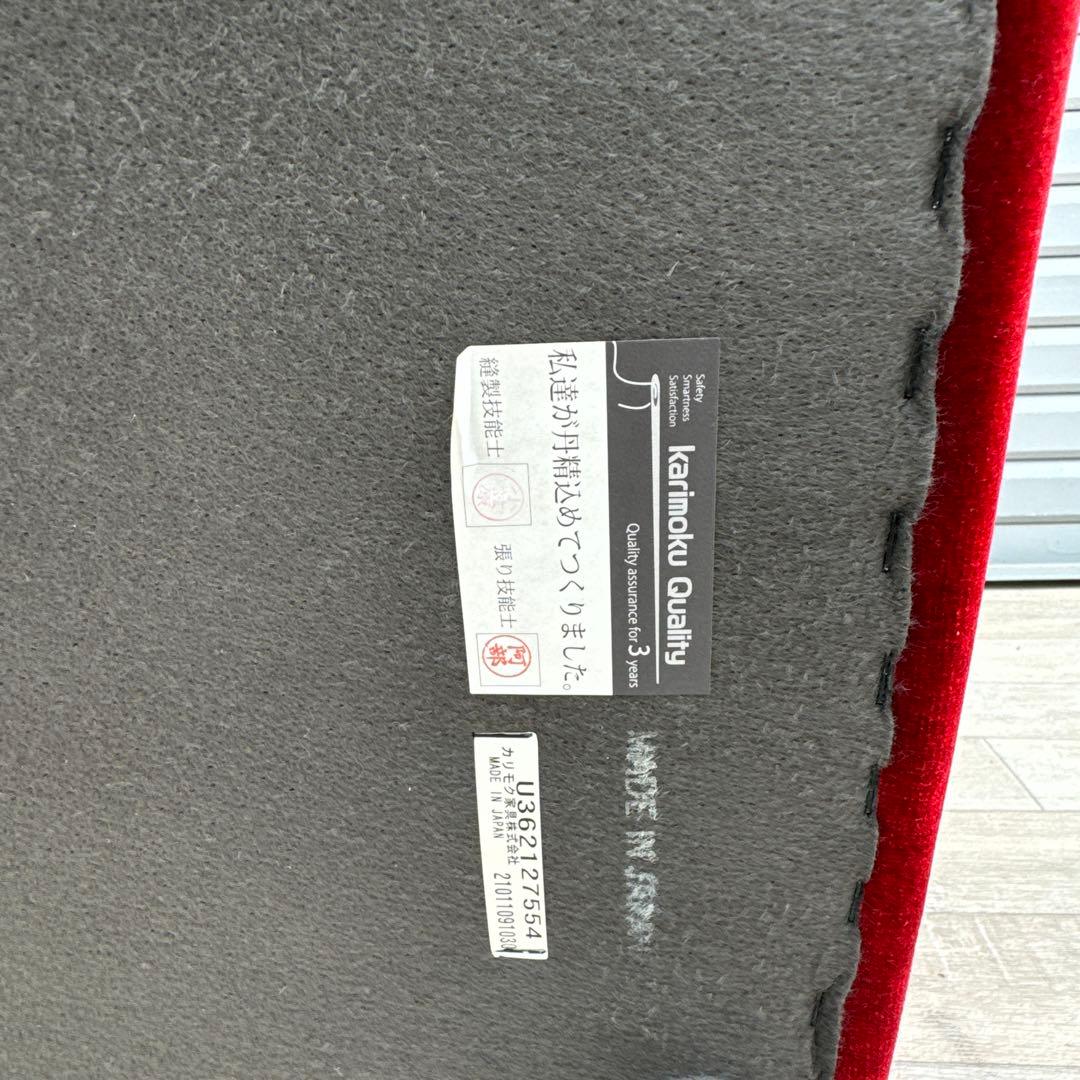 Safety
Smartness
Satisfaction
karimoku Quality
Quality assurance for 3 years
私達が丹精込めてつくりました。
縫製技能士
張り技能士 阿部
MADE IN JAPAN
U362127554
カリモク家具株式会社 21011091030
MADE IN JAPAN